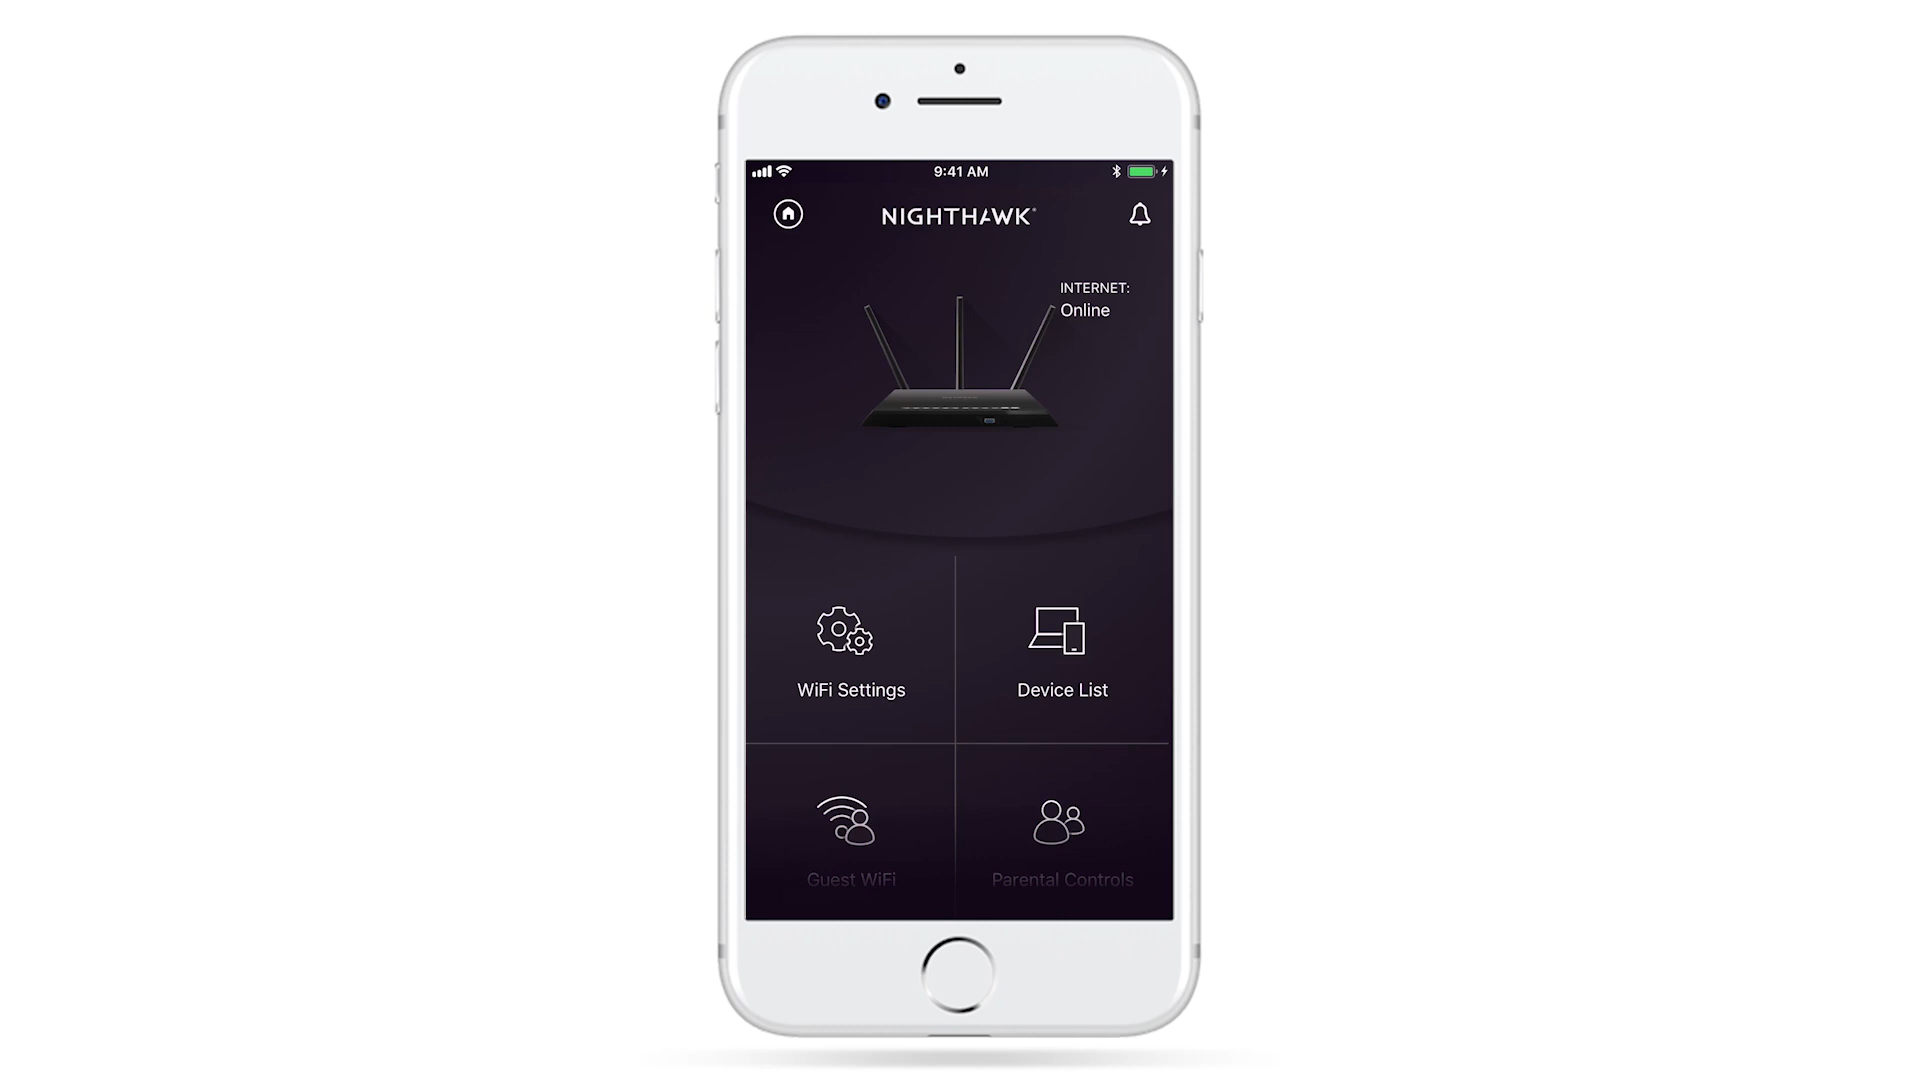 9:41 AM
NIGHTHAWK
INTERNET:
Online
WiFi Settings
Device List
Guest WiFi
Parental Controls